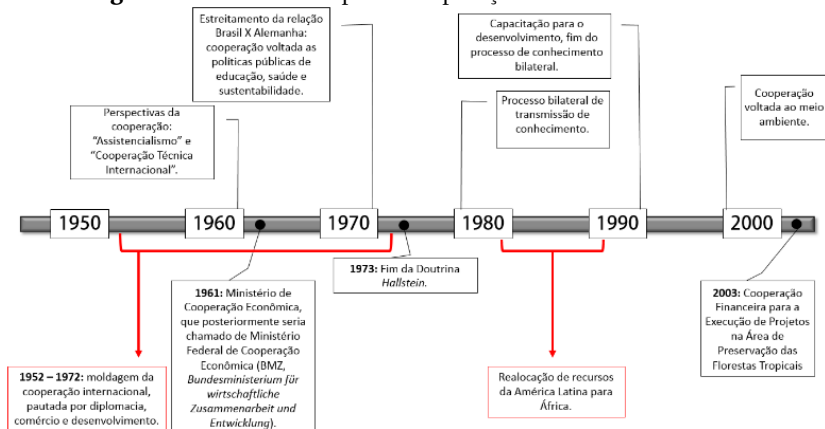 Estreitamento da relação
Brasil X Alemanha:
cooperação voltada as
políticas públicas de
educação, saúde e
sustentabilidade.
Capacitação para o
desenvolvimento, fim do
processo de conhecimento
bilateral.
Perspectivas da
cooperação:
"Assistencialismo" e
"Cooperação Técnica
Internacional".
Processo bilateral de
transmissão de
conhecimento.
Cooperação
voltada ao meio
ambiente.
1950
1960
1970
1980
1990
2000
1973: Fim da Doutrina
Hallstein.
1961: Ministério de
Cooperação Econômica,
que posteriormente seria
chamado de Ministério
Federal de Cooperação
Econômica (BMZ,
Bundesministerium für
wirtschaftliche
Zusammenarbeit und
Entwicklung).
2003: Cooperação
Financeira para a
Execução de Projetos
na Área de
Preservação das
Florestas Tropicais
1952 – 1972: moldagem da
cooperação internacional,
pautada por diplomacia,
comércio e desenvolvimento.
Realocação de recursos
da América Latina para
África.